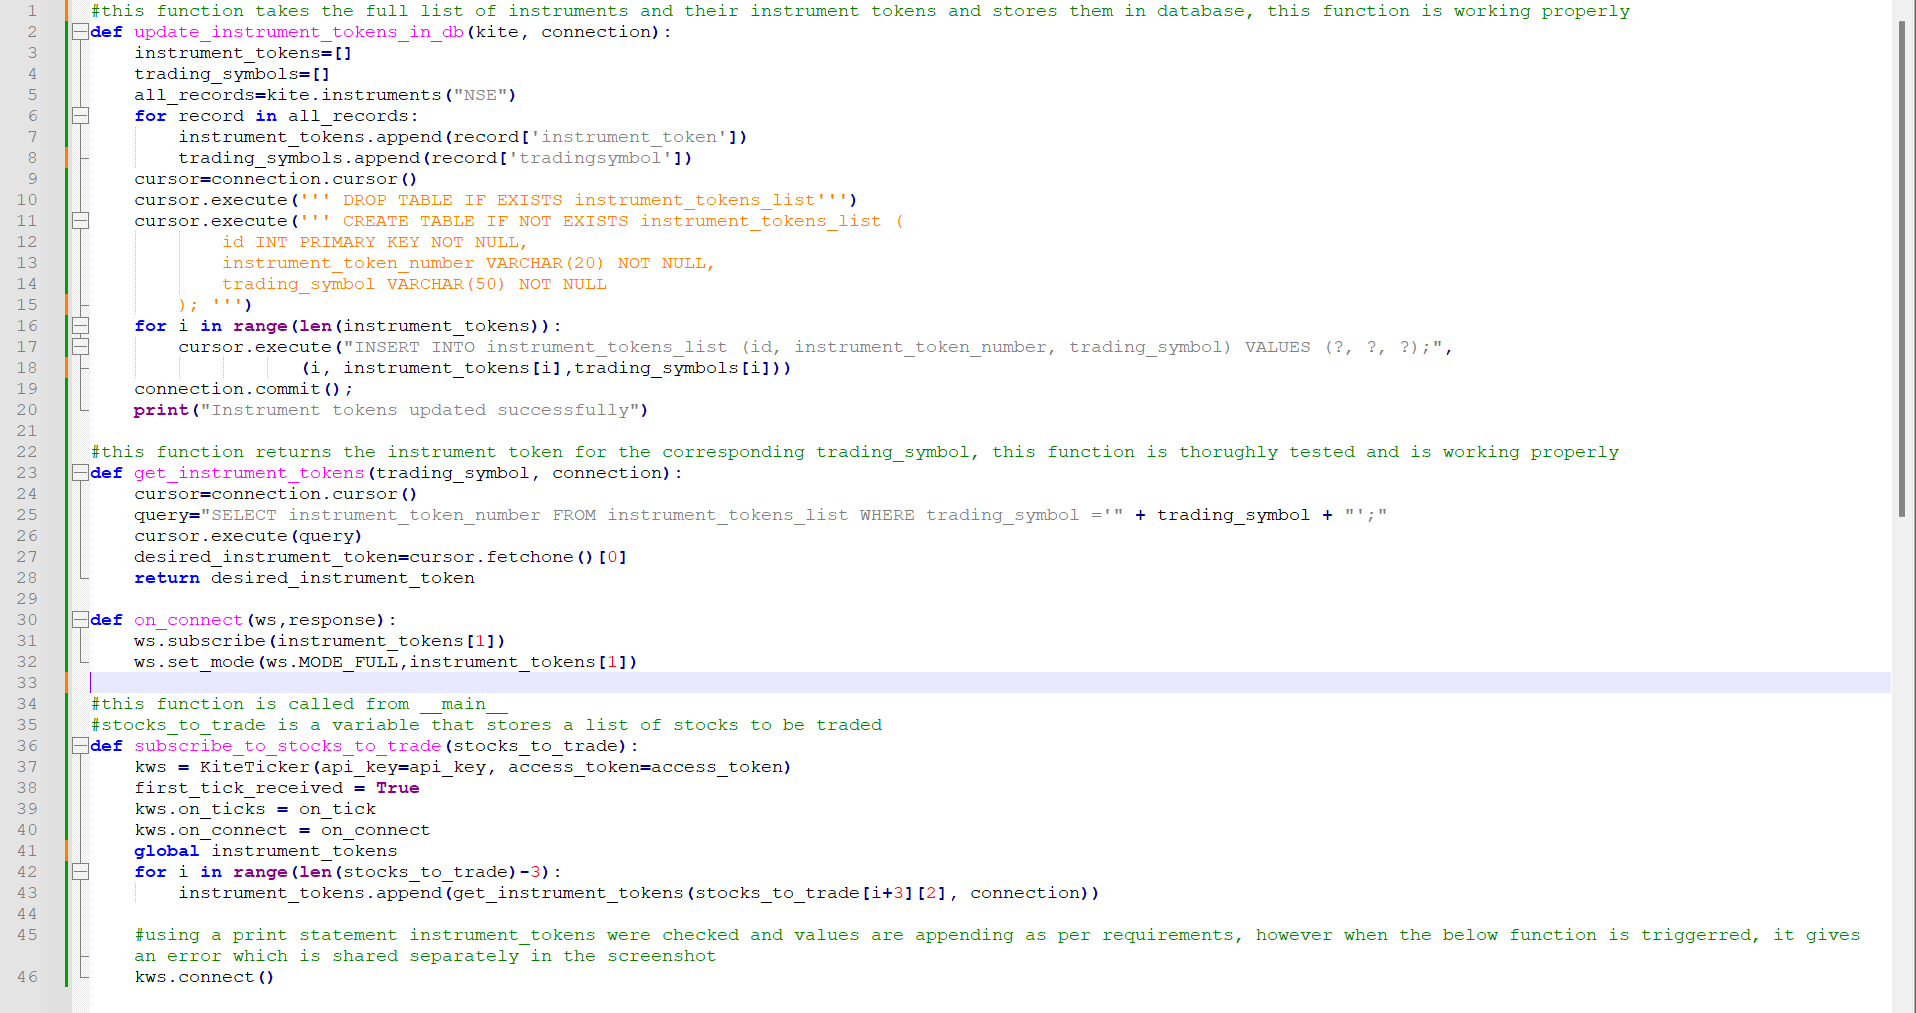 1 #this function takes the full list of instruments and their instrument tokens and stores them in database, this function is working properly
2 def update_instrument_tokens_in_db(kite, connection):
3     instrument_tokens=[]
4     trading_symbols=[]
5     all_records=kite.instruments("NSE")
6     for record in all_records:
7         instrument_tokens.append(record['instrument_token'])
8         trading_symbols.append(record['tradingsymbol'])
9     cursor=connection.cursor()
10     cursor.execute(''' DROP TABLE IF EXISTS instrument_tokens_list''')
11     cursor.execute(''' CREATE TABLE IF NOT EXISTS instrument_tokens_list (
12             id INT PRIMARY KEY NOT NULL,
13             instrument_token_number VARCHAR(20) NOT NULL,
14             trading_symbol VARCHAR(50) NOT NULL
15         ); ''')
16     for i in range(len(instrument_tokens)):
17         cursor.execute("INSERT INTO instrument_tokens_list (id, instrument_token_number, trading_symbol) VALUES (?, ?, ?);",
18                    (i, instrument_tokens[i],trading_symbols[i]))
19     connection.commit();
20     print("Instrument tokens updated successfully")
21
22 #this function returns the instrument token for the corresponding trading_symbol, this function is thorughly tested and is working properly
23 def get_instrument_tokens(trading_symbol, connection):
24     cursor=connection.cursor()
25     query="SELECT instrument_token_number FROM instrument_tokens_list WHERE trading_symbol ='" + trading_symbol + "';"
26     cursor.execute(query)
27     desired_instrument_token=cursor.fetchone()[0]
28     return desired_instrument_token
29
30 def on_connect(ws,response):
31     ws.subscribe(instrument_tokens[1])
32     ws.set_mode(ws.MODE_FULL,instrument_tokens[1])
33
34 #this function is called from __main__
35 #stocks_to_trade is a variable that stores a list of stocks to be traded
36 def subscribe_to_stocks_to_trade(stocks_to_trade):
37     kws = KiteTicker(api_key=api_key, access_token=access_token)
38     first_tick_received = True
39     kws.on_ticks = on_tick
40     kws.on_connect = on_connect
41     global instrument_tokens
42     for i in range(len(stocks_to_trade)-3):
43         instrument_tokens.append(get_instrument_tokens(stocks_to_trade[i+3][2], connection))
44
45     #using a print statement instrument_tokens were checked and values are appending as per requirements, however when the below function is triggerred, it gives
    an error which is shared separately in the screenshot
46     kws.connect()